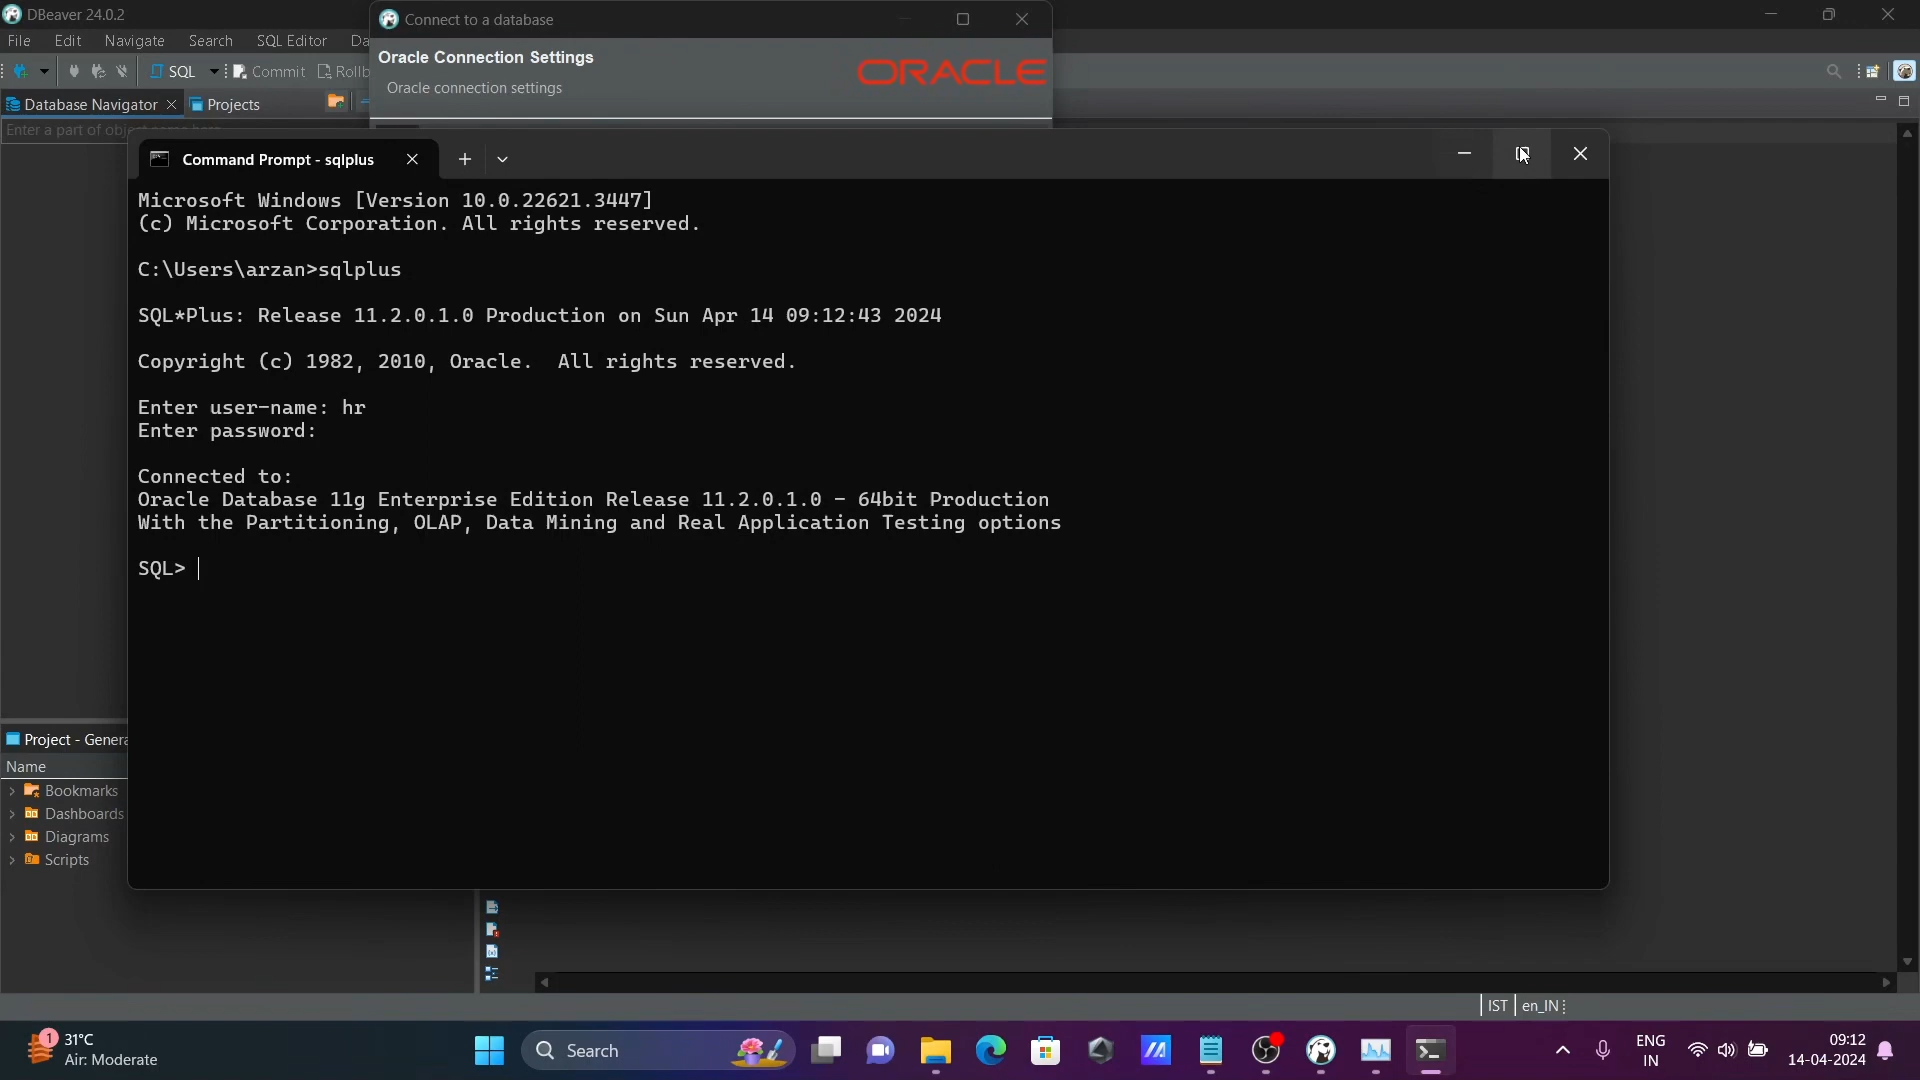 DBeaver 24.0.2
Connect to a database
File Edit Navigate Search SQL Editor Da
Oracle Connection Settings
ORACLE
SQL Commit Rollb
Oracle connection settings
Database Navigator Projects
Enter a part of object name here
Command Prompt - sqlplus
Microsoft Windows [Version 10.0.22621.3447]
(c) Microsoft Corporation. All rights reserved.
C:\Users\arzan>sqlplus
SQL*Plus: Release 11.2.0.1.0 Production on Sun Apr 14 09:12:43 2024
Copyright (c) 1982, 2010, Oracle.  All rights reserved.
Enter user-name: hr
Enter password:
Connected to:
Oracle Database 11g Enterprise Edition Release 11.2.0.1.0 - 64bit Production
With the Partitioning, OLAP, Data Mining and Real Application Testing options
SQL>
Project - Genera
Name
Bookmarks
Dashboards
Diagrams
Scripts
IST en_IN
1 31°C
Air: Moderate
Search
ENG
IN
09:12
14-04-2024